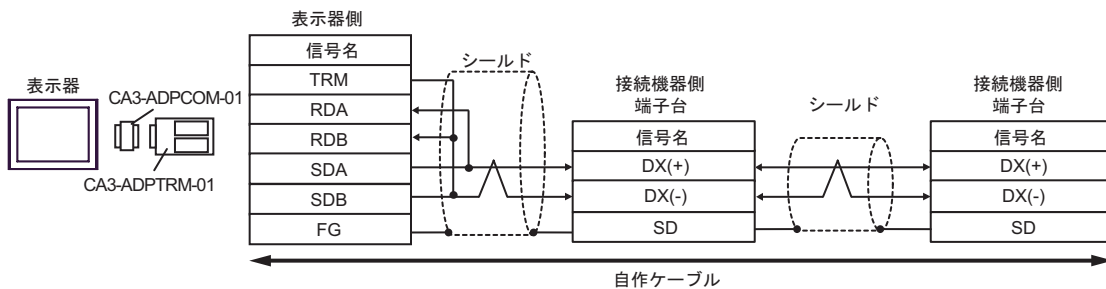 表示器
CA3-ADPCOM-01
CA3-ADPTRM-01
表示器側
信号名
TRM
RDA
RDB
SDA
SDB
FG
シールド
接続機器側
端子台
信号名
DX(+)
DX(-)
SD
シールド
接続機器側
端子台
信号名
DX(+)
DX(-)
SD
自作ケーブル